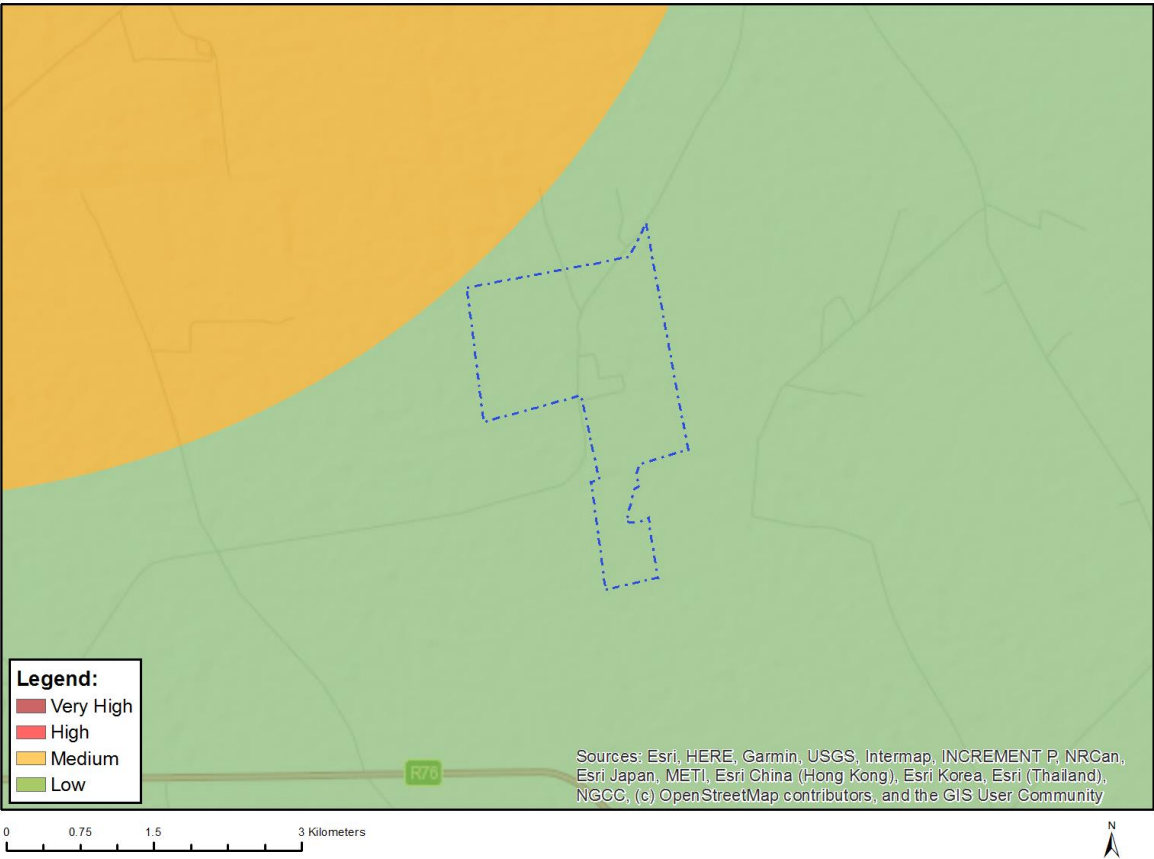 Legend:
Very High
High
Medium
Low
R76
Sources: Esri, HERE, Garmin, USGS, Intermap, INCREMENT P, NRCan,
Esri Japan, METI, Esri China (Hong Kong), Esri Korea, Esri (Thailand),
NGCC, (c) OpenStreetMap contributors, and the GIS User Community
0 0.75 1.5 3 Kilometers
N